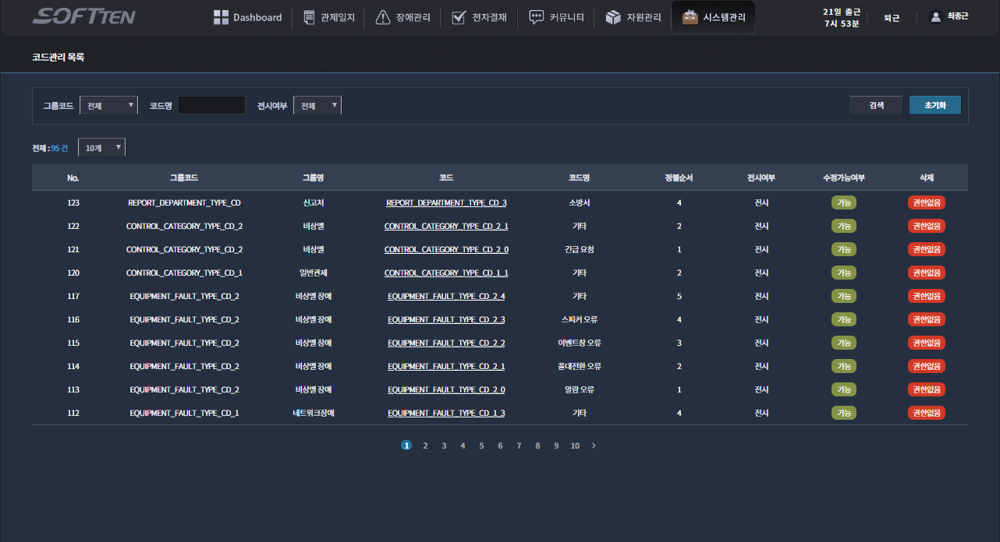 SOFTTEN Dashboard 관제일지 장애관리 전자결재 커뮤니티 자원관리 시스템관리 21일 출근 퇴근 최종근
7시 53분
코드관리 목록
그룹코드 전체 코드명 전시여부 전체 검색 초기화
전체 : 95 건 10개
No. 그룹코드 그룹명 코드 코드명 정렬순서 전시여부 수정가능여부 삭제
123 REPORT_DEPARTMENT_TYPE_CD 신고처 REPORT_DEPARTMENT_TYPE_CD_3 소방서 4 전시 가능 권한없음
122 CONTROL_CATEGORY_TYPE_CD_2 비상벨 CONTROL_CATEGORY_TYPE_CD_2_1 기타 2 전시 가능 권한없음
121 CONTROL_CATEGORY_TYPE_CD_2 비상벨 CONTROL_CATEGORY_TYPE_CD_2_0 긴급 요청 1 전시 가능 권한없음
120 CONTROL_CATEGORY_TYPE_CD_1 일반관제 CONTROL_CATEGORY_TYPE_CD_1_1 기타 2 전시 가능 권한없음
117 EQUIPMENT_FAULT_TYPE_CD_2 비상벨 장애 EQUIPMENT_FAULT_TYPE_CD_2_4 기타 5 전시 가능 권한없음
116 EQUIPMENT_FAULT_TYPE_CD_2 비상벨 장애 EQUIPMENT_FAULT_TYPE_CD_2_3 스피커 오류 4 전시 가능 권한없음
115 EQUIPMENT_FAULT_TYPE_CD_2 비상벨 장애 EQUIPMENT_FAULT_TYPE_CD_2_2 이벤트창 오류 3 전시 가능 권한없음
114 EQUIPMENT_FAULT_TYPE_CD_2 비상벨 장애 EQUIPMENT_FAULT_TYPE_CD_2_1 폴대전환 오류 2 전시 가능 권한없음
113 EQUIPMENT_FAULT_TYPE_CD_2 비상벨 장애 EQUIPMENT_FAULT_TYPE_CD_2_0 알람 오류 1 전시 가능 권한없음
112 EQUIPMENT_FAULT_TYPE_CD_1 네트워크장애 EQUIPMENT_FAULT_TYPE_CD_1_3 기타 4 전시 가능 권한없음
1 2 3 4 5 6 7 8 9 10 >